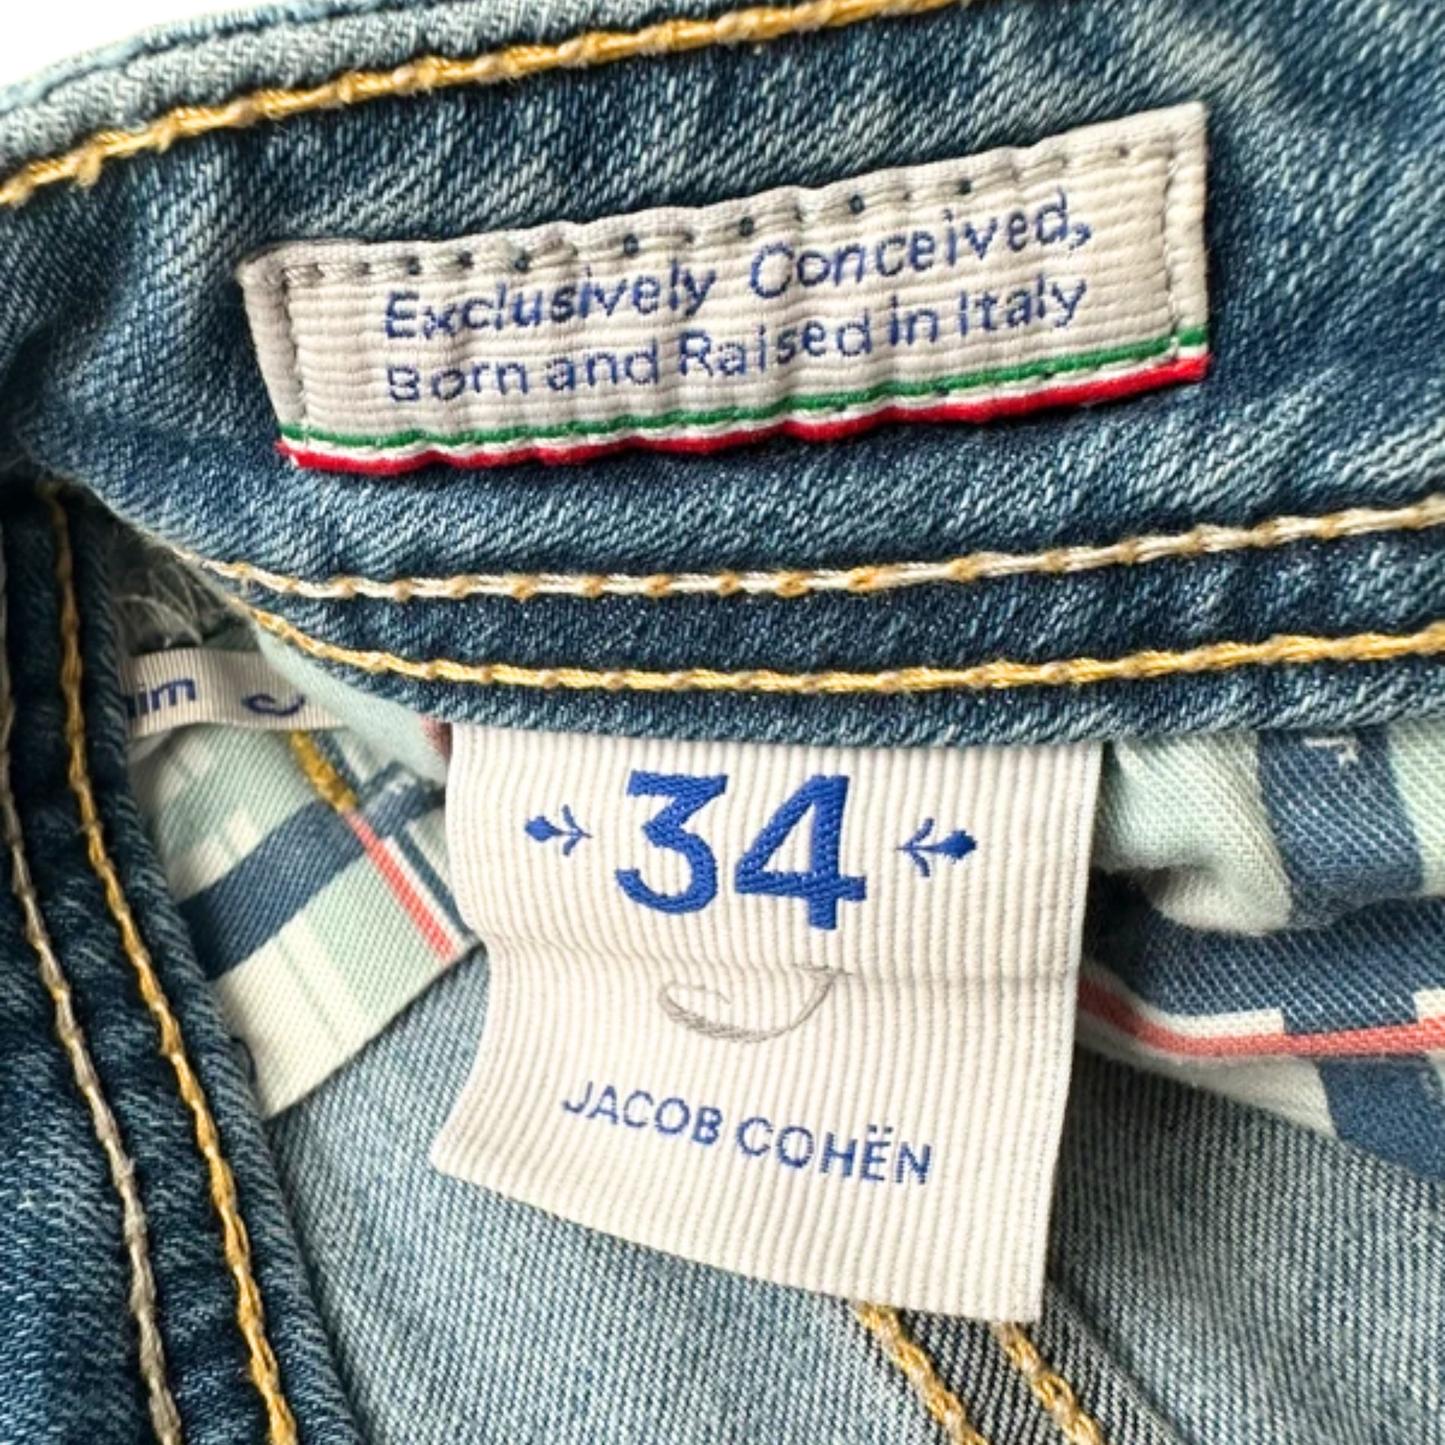 Exclusively Conceived,
Born and Raised in Italy
34
JACOB COHËN